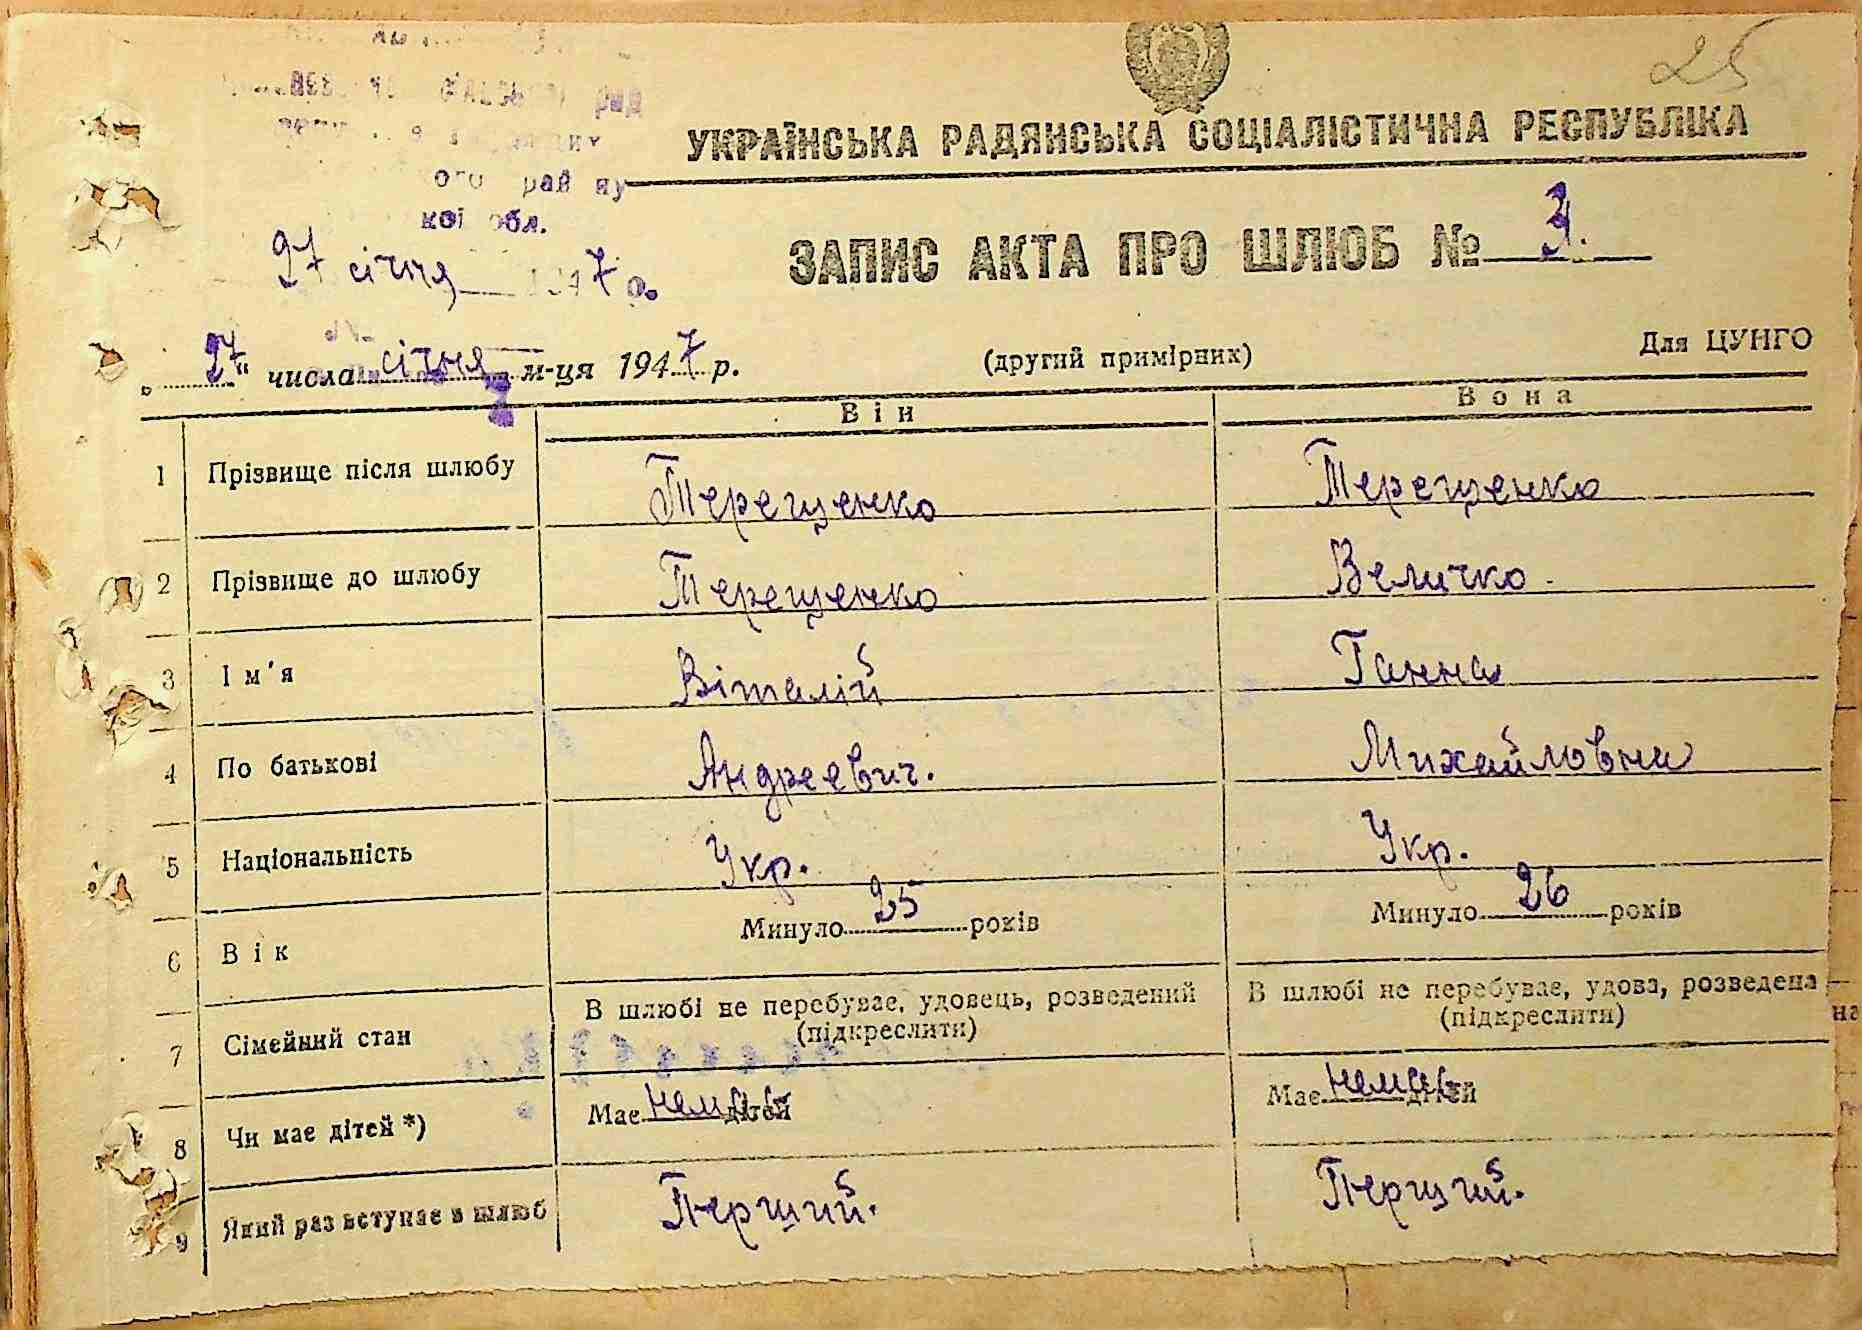 25
УКРАЇНСЬКА РАДЯНСЬКА СОЦІАЛІСТИЧНА РЕСПУБЛІКА
кої обл.
ЗАПИС АКТА ПРО ШЛЮБ № 3.
27 січня 1947 р.
„27“ числа січня м-ця 1947 р.
(другий примірник)
Для ЦУНГО
Він Вона
1 Прізвище після шлюбу Терещенко Терещенко
2 Прізвище до шлюбу Терещенко Величко
3 Ім'я Віталій Ганна
4 По батькові Андреевич. Михайловна
5 Національність Укр. Укр.
6 Вік Минуло 25 років Минуло 26 років
7 Сімейний стан В шлюбі не перебуває, удовець, розведений (підкреслити) В шлюбі не перебуває, удова, розведена (підкреслити)
8 Чи має дітей *) Має немає дітей Має немає дітей
9 Який раз вступає в шлюб Перший. Перший.